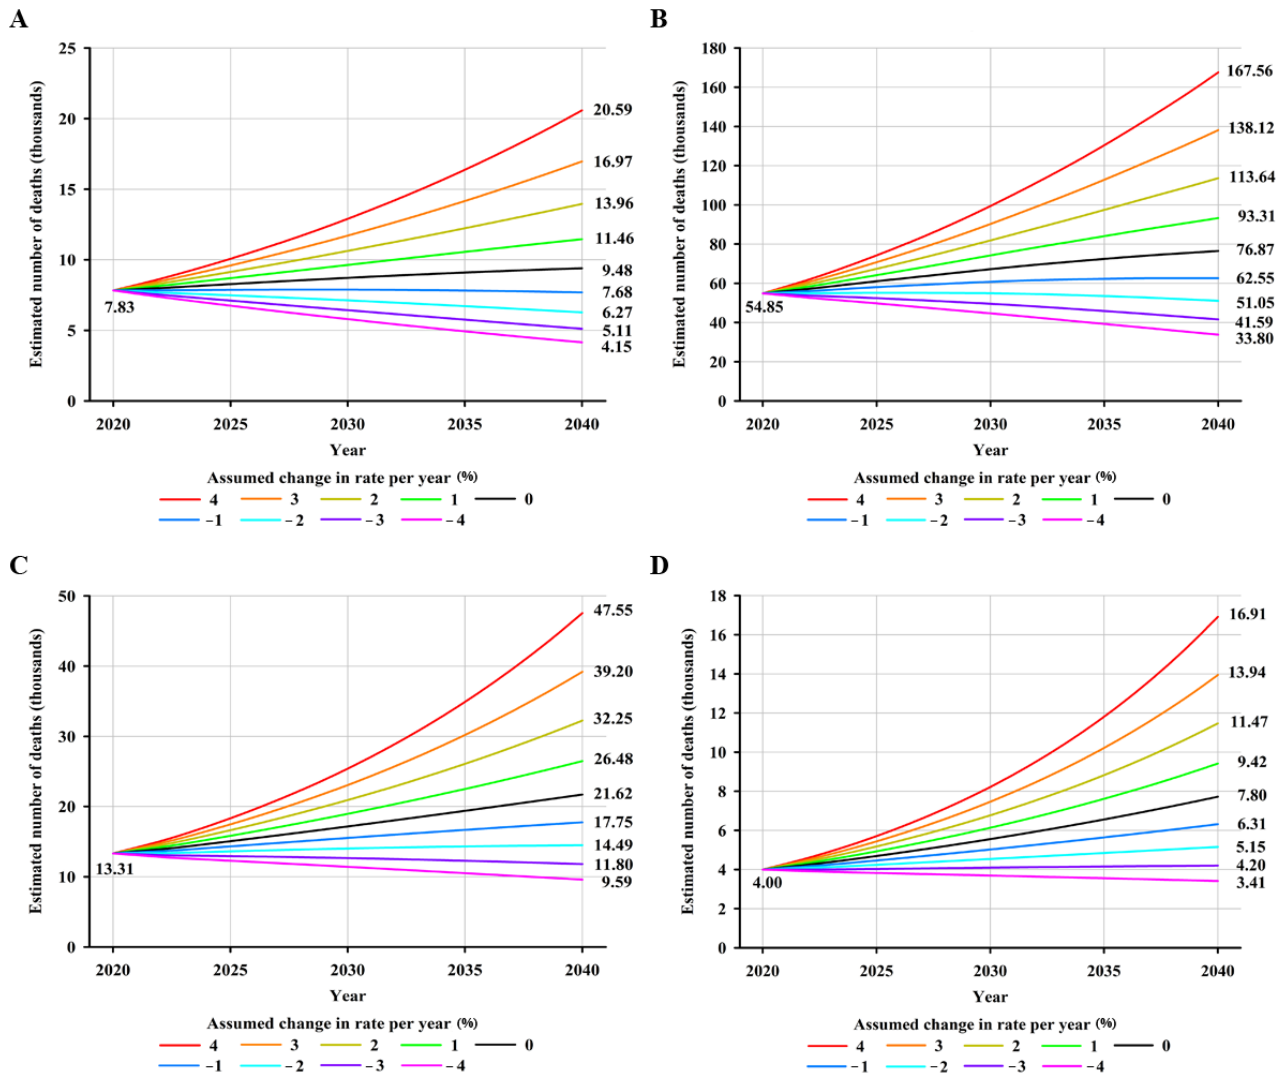 A
Estimated number of deaths (thousands)
25
20
15
10
5
0
20.59
16.97
13.96
11.46
9.48
7.68
6.27
5.11
4.15
7.83
2020 2025 2030 2035 2040
Year
Assumed change in rate per year (%)
4 3 2 1 0
−1 −2 −3 −4
B
Estimated number of deaths (thousands)
180
160
140
120
100
80
60
40
20
0
167.56
138.12
113.64
93.31
76.87
62.55
51.05
41.59
33.80
54.85
2020 2025 2030 2035 2040
Year
Assumed change in rate per year (%)
4 3 2 1 0
−1 −2 −3 −4
C
Estimated number of deaths (thousands)
50
40
30
20
10
0
47.55
39.20
32.25
26.48
21.62
17.75
14.49
11.80
9.59
13.31
2020 2025 2030 2035 2040
Year
Assumed change in rate per year (%)
4 3 2 1 0
−1 −2 −3 −4
D
Estimated number of deaths (thousands)
18
16
14
12
10
8
6
4
2
0
16.91
13.94
11.47
9.42
7.80
6.31
5.15
4.20
3.41
4.00
2020 2025 2030 2035 2040
Year
Assumed change in rate per year (%)
4 3 2 1 0
−1 −2 −3 −4